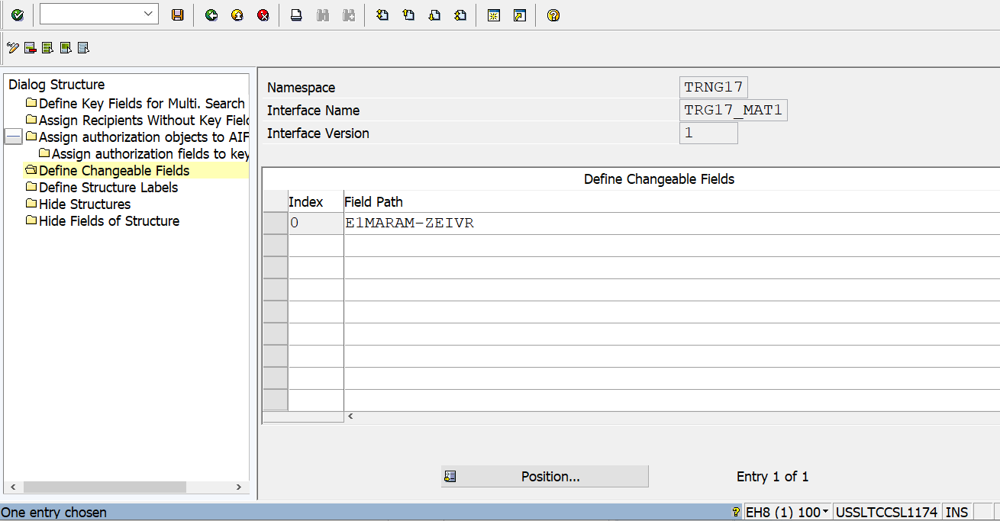 Dialog Structure
Define Key Fields for Multi. Search
Assign Recipients Without Key Fiel
Assign authorization objects to AIF
Assign authorization fields to key
Define Changeable Fields
Define Structure Labels
Hide Structures
Hide Fields of Structure
Namespace TRNG17
Interface Name TRG17_MAT1
Interface Version 1
Define Changeable Fields
Index Field Path
0 E1MARAM-ZEIVR
Position... Entry 1 of 1
One entry chosen EH8 (1) 100 USSLTCCSL1174 INS